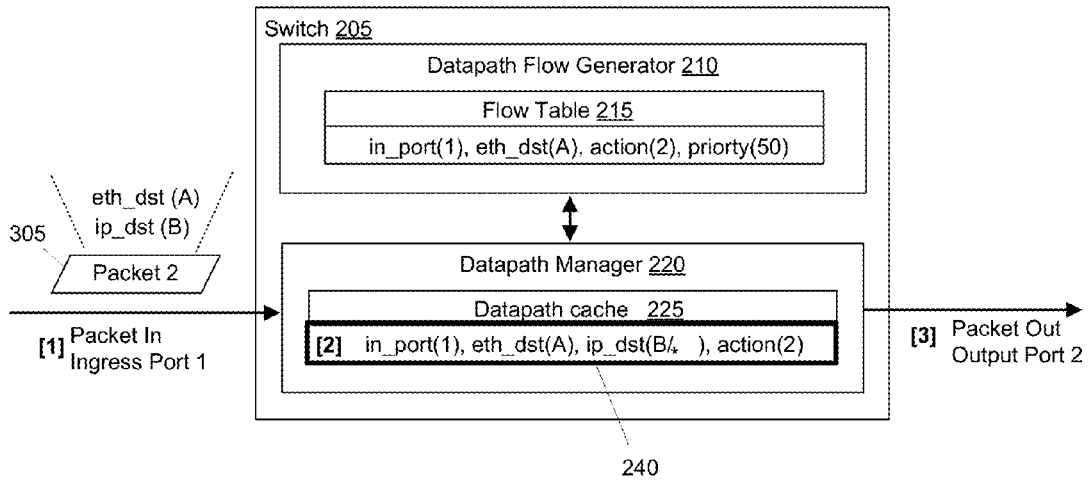 Switch 205
Datapath Flow Generator 210
Flow Table 215
in_port(1), eth_dst(A), action(2), priorty(50)
eth_dst (A)
ip_dst (B)
305
Packet 2
Datapath Manager 220
Datapath cache 225
[2] in_port(1), eth_dst(A), ip_dst(B/4 ), action(2)
[1] Packet In
Ingress Port 1
[3] Packet Out
Output Port 2
240